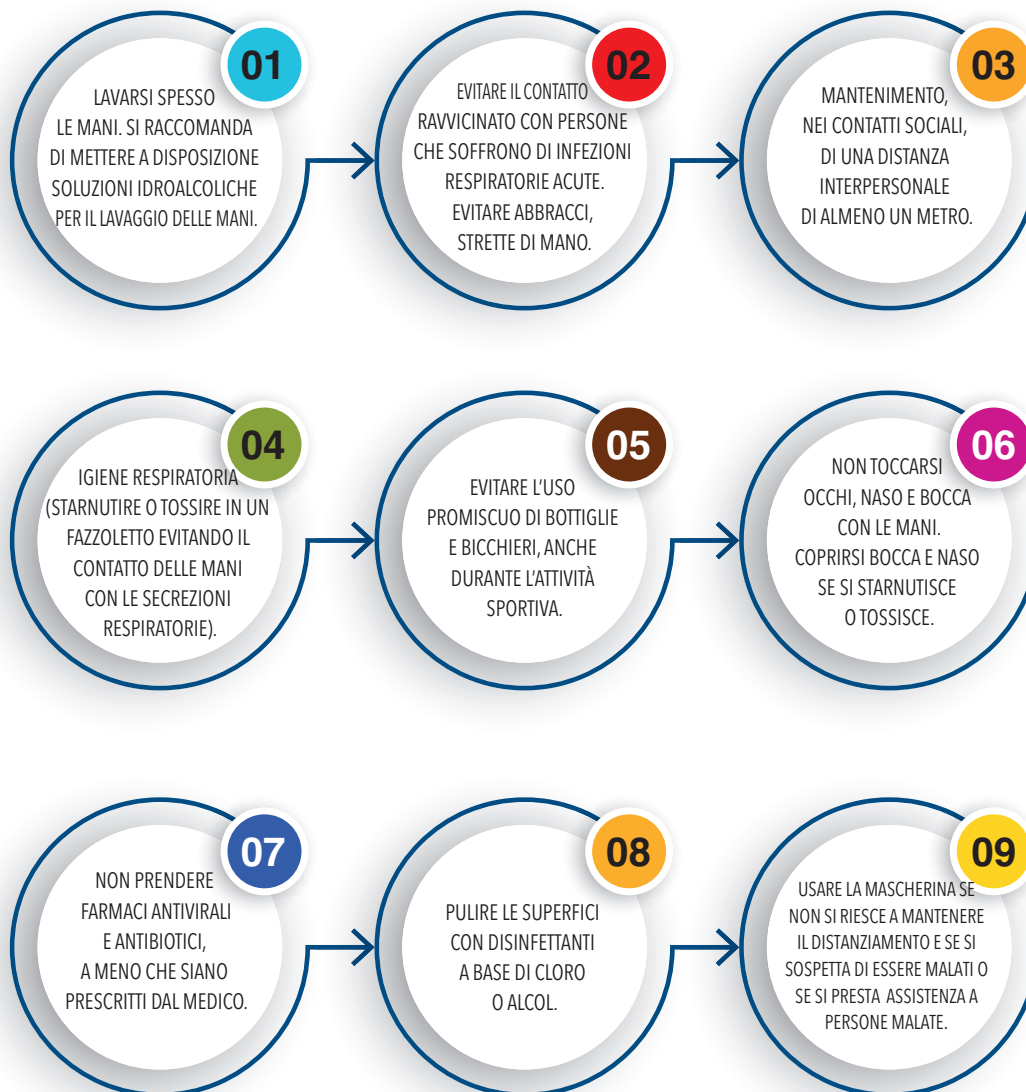 01
LAVARSI SPESSO
LE MANI. SI RACCOMANDA
DI METTERE A DISPOSIZIONE
SOLUZIONI IDROALCOLICHE
PER IL LAVAGGIO DELLE MANI.
02
EVITARE IL CONTATTO
RAVVICINATO CON PERSONE
CHE SOFFRONO DI INFEZIONI
RESPIRATORIE ACUTE.
EVITARE ABBRACCI,
STRETTE DI MANO.
03
MANTENIMENTO,
NEI CONTATTI SOCIALI,
DI UNA DISTANZA
INTERPERSONALE
DI ALMENO UN METRO.
04
IGIENE RESPIRATORIA
(STARNUTIRE O TOSSIRE IN UN
FAZZOLETTO EVITANDO IL
CONTATTO DELLE MANI
CON LE SECREZIONI
RESPIRATORIE).
05
EVITARE L'USO
PROMISCUO DI BOTTIGLIE
E BICCHIERI, ANCHE
DURANTE L'ATTIVITÀ
SPORTIVA.
06
NON TOCCARSI
OCCHI, NASO E BOCCA
CON LE MANI.
COPRIRSI BOCCA E NASO
SE SI STARNUTISCE
O TOSSISCE.
07
NON PRENDERE
FARMACI ANTIVIRALI
E ANTIBIOTICI,
A MENO CHE SIANO
PRESCRITTI DAL MEDICO.
08
PULIRE LE SUPERFICI
CON DISINFETTANTI
A BASE DI CLORO
O ALCOL.
09
USARE LA MASCHERINA SE
NON SI RIESCE A MANTENERE
IL DISTANZIAMENTO E SE SI
SOSPETTA DI ESSERE MALATI O
SE SI PRESTA ASSISTENZA A
PERSONE MALATE.